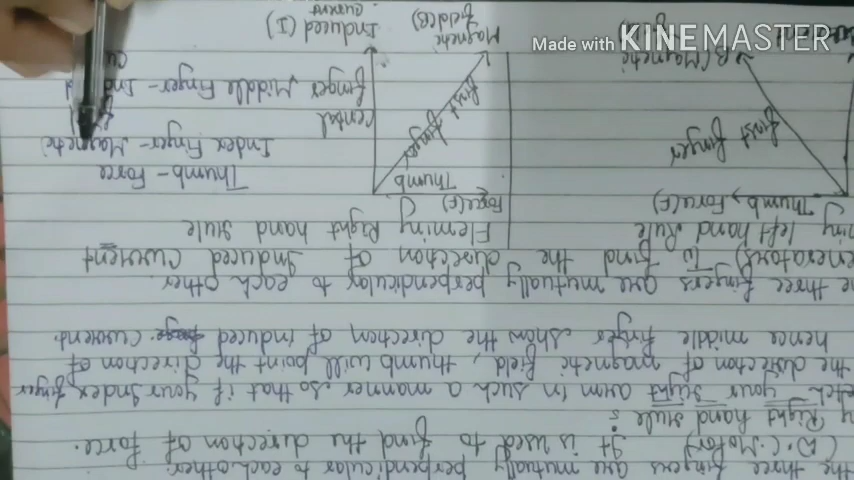 the three fingers are mutually perpendicular to each other.
(D.C. Motor) It is used to find the direction of force.
Right hand rule :
your right arm in such a manner so that if your Index finger
the direction of magnetic field, thumb will point the direction of
hence middle finger show the direction of induced current.
three fingers are mutually perpendicular to each other.
To find the direction of Induced current
left hand Rule
Fleming Right hand rule
Thumb, Force(F)
First finger
B (Magnetic
Force(F)
Thumb
First finger
Magnetic
field(B)
Induced (I)
current
Thumb - Force
Index Finger - Magnetic
finger Middle Finger - Ind
Made with KINEMASTER